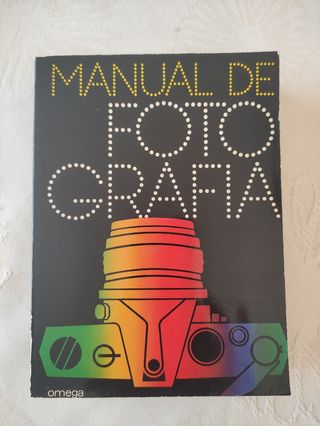 MANUAL DE
FOTO
GRAFIA
omega